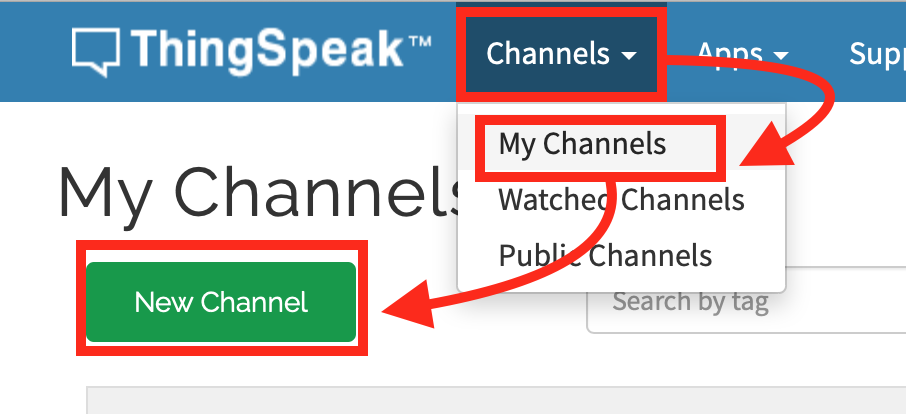 ThingSpeak™
Channels
Apps
Supp
My Channels
Watched Channels
Public Channels
My Channels
New Channel
Search by tag